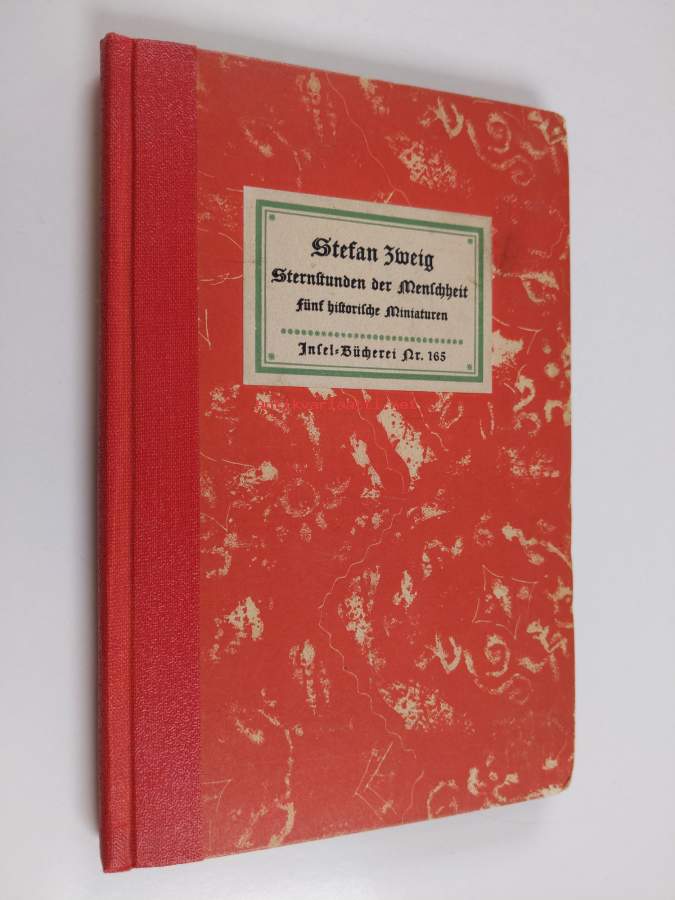 Stefan Zweig
Sternstunden der Menschheit
Fünf historische Miniaturen
Insel-Bücherei Nr. 165